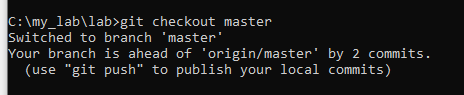 C:\my_lab\lab>git checkout master
Switched to branch 'master'
Your branch is ahead of 'origin/master' by 2 commits.
  (use "git push" to publish your local commits)